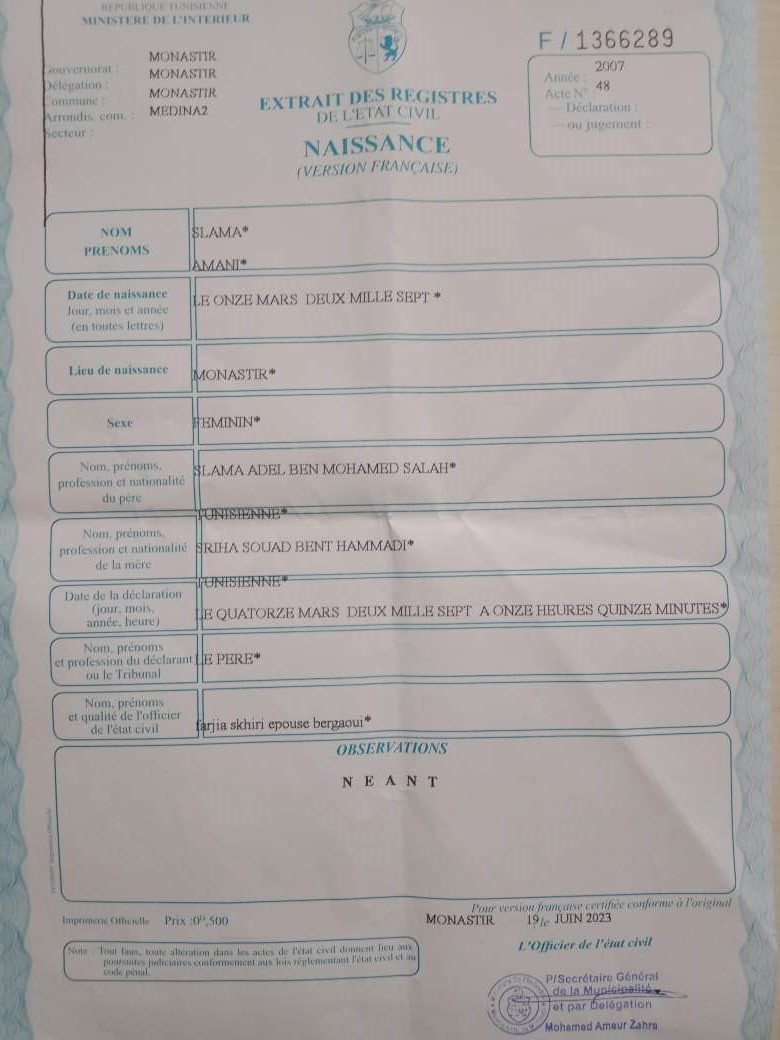 REPUBLIQUE TUNISIENNE
MINISTERE DE L'INTERIEUR
Gouvernorat : MONASTIR
Délégation : MONASTIR
Commune : MONASTIR
Arrondis. com. : MEDINA2
Secteur :
F / 1366289
Année : 2007
Acte N° 48
— Déclaration :
— ou jugement :
EXTRAIT DES REGISTRES
DE L'ETAT CIVIL
NAISSANCE
(VERSION FRANÇAISE)
NOM SLAMA*
PRENOMS AMANI*
Date de naissance
Jour, mois et année
(en toutes lettres)
LE ONZE MARS DEUX MILLE SEPT *
Lieu de naissance MONASTIR*
Sexe FEMININ*
Nom, prénoms,
profession et nationalité
du père
SLAMA ADEL BEN MOHAMED SALAH*
TUNISIENNE*
Nom, prénoms,
profession et nationalité
de la mère
SRIHA SOUAD BENT HAMMADI*
TUNISIENNE*
Date de la déclaration
(jour, mois,
année, heure)
LE QUATORZE MARS DEUX MILLE SEPT A ONZE HEURES QUINZE MINUTES*
Nom, prénoms
et profession du déclarant
ou le Tribunal
LE PERE*
Nom, prénoms
et qualité de l'officier
de l'état civil
farjia skhiri epouse bergaoui*
OBSERVATIONS
N E A N T
Pour version française certifiée conforme à l'original
Imprimerie Officielle Prix :0ᴰ,500
MONASTIR 19 le JUIN 2023
L'Officier de l'état civil
Note : Tout faux, toute altération dans les actes de l'état civil donnent lieu aux
poursuites judiciaires conformement aux lois réglementant l'état civil et au
code pénal.
P/Secrétaire Général
de la Municipalité
et par Délégation
Mohamed Ameur Zahra